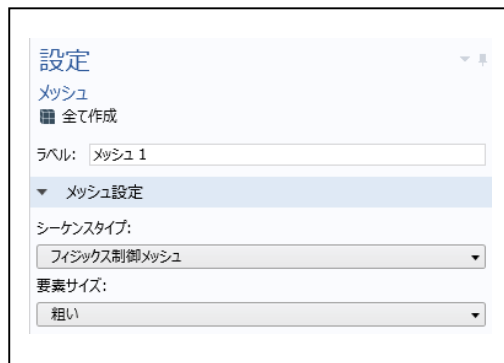 設定
メッシュ
全て作成
ラベル: メッシュ 1
メッシュ設定
シーケンスタイプ:
フィジックス制御メッシュ
要素サイズ:
粗い